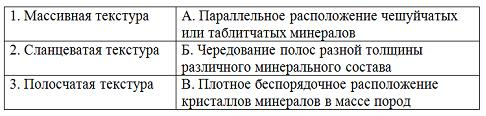 1. Массивная текстура
А. Параллельное расположение чешуйчатых
или таблитчатых минералов
2. Сланцеватая текстура
Б. Чередование полос разной толщины
различного минерального состава
3. Полосчатая текстура
В. Плотное беспорядочное расположение
кристаллов минералов в массе пород